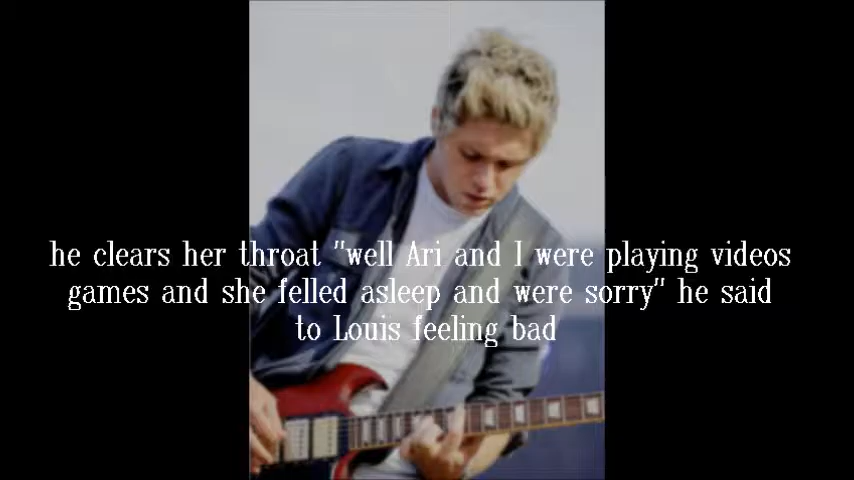 he clears her throat "well Ari and I were playing videos
games and she felled asleep and were sorry" he said
to Louis feeling bad